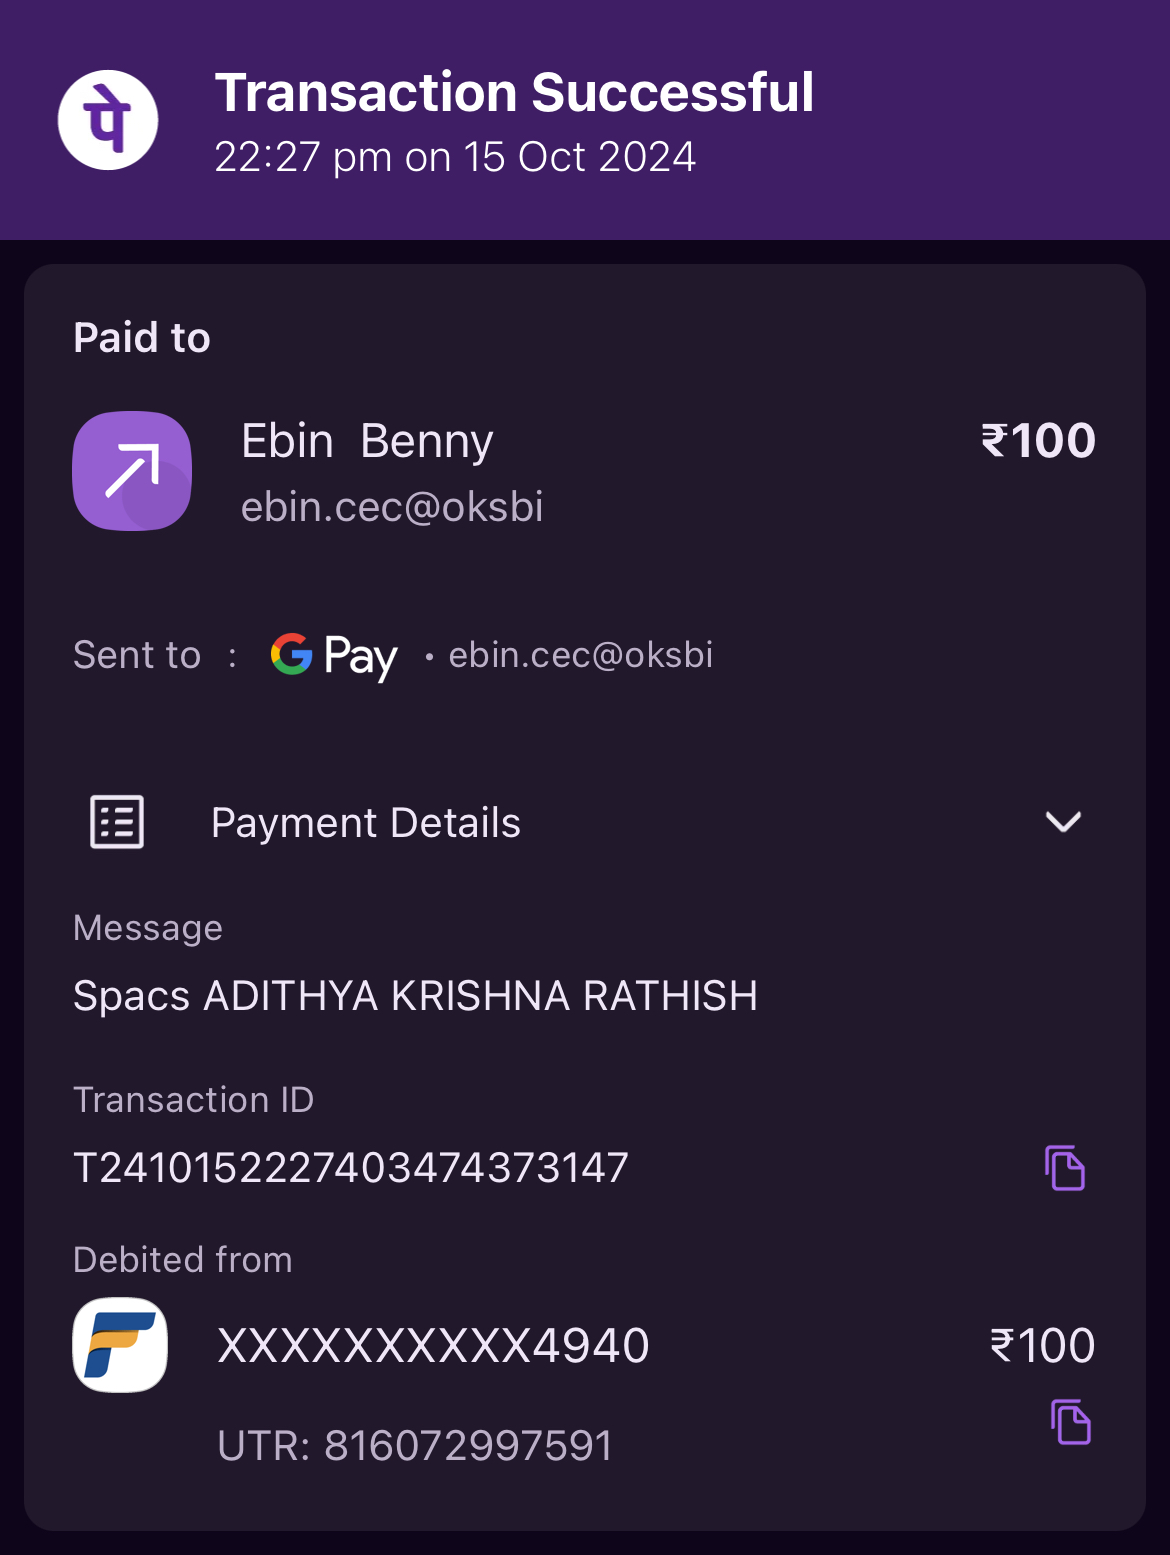 पे
Transaction Successful
22:27 pm on 15 Oct 2024
Paid to
Ebin  Benny
₹100
ebin.cec@oksbi
Sent to : G Pay • ebin.cec@oksbi
Payment Details
Message
Spacs ADITHYA KRISHNA RATHISH
Transaction ID
T2410152227403474373147
Debited from
XXXXXXXXXX4940
₹100
UTR: 816072997591